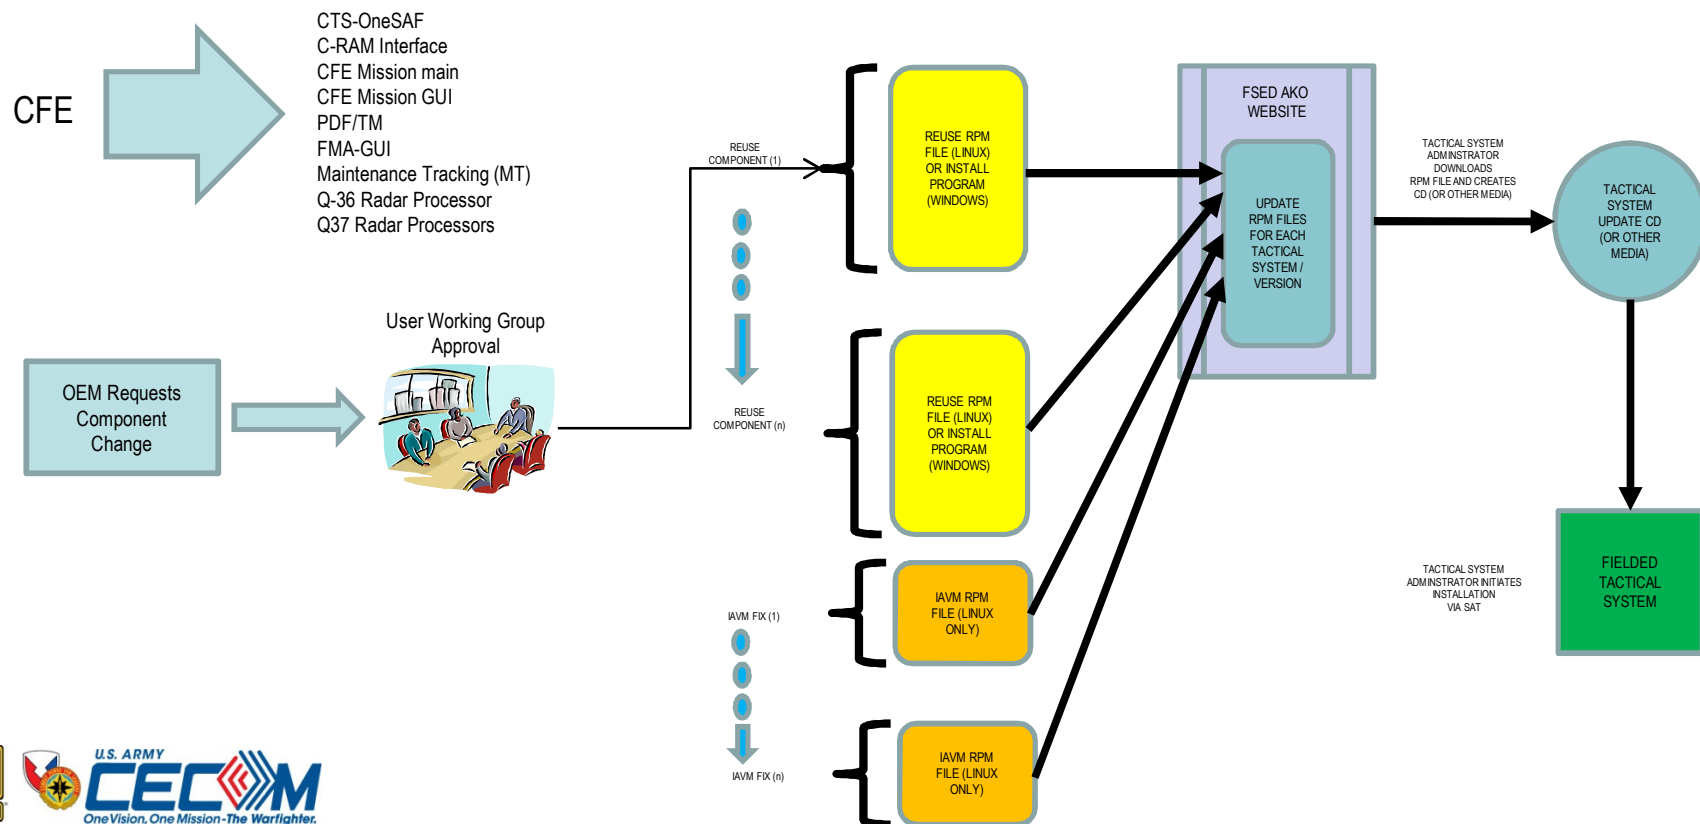 CFE
CTS-OneSAF
C-RAM Interface
CFE Mission main
CFE Mission GUI
PDF/TM
FMA-GUI
Maintenance Tracking (MT)
Q-36 Radar Processor
Q37 Radar Processors
OEM Requests
Component
Change
User Working Group
Approval
REUSE
COMPONENT (1)
REUSE
COMPONENT (n)
IAVM FIX (1)
IAVM FIX (n)
REUSE RPM
FILE (LINUX)
OR INSTALL
PROGRAM
(WINDOWS)
REUSE RPM
FILE (LINUX)
OR INSTALL
PROGRAM
(WINDOWS)
IAVM RPM
FILE (LINUX
ONLY)
IAVM RPM
FILE (LINUX
ONLY)
FSED AKO
WEBSITE
UPDATE
RPM FILES
FOR EACH
TACTICAL
SYSTEM /
VERSION
TACTICAL SYSTEM
ADMINSTRATOR
DOWNLOADS
RPM FILE AND CREATES
CD (OR OTHER MEDIA)
TACTICAL
SYSTEM
UPDATE CD
(OR OTHER
MEDIA)
TACTICAL SYSTEM
ADMINSTRATOR INITIATES
INSTALLATION
VIA SAT
FIELDED
TACTICAL
SYSTEM
U.S. ARMY
CECOM
One Vision, One Mission-The Warfighter.